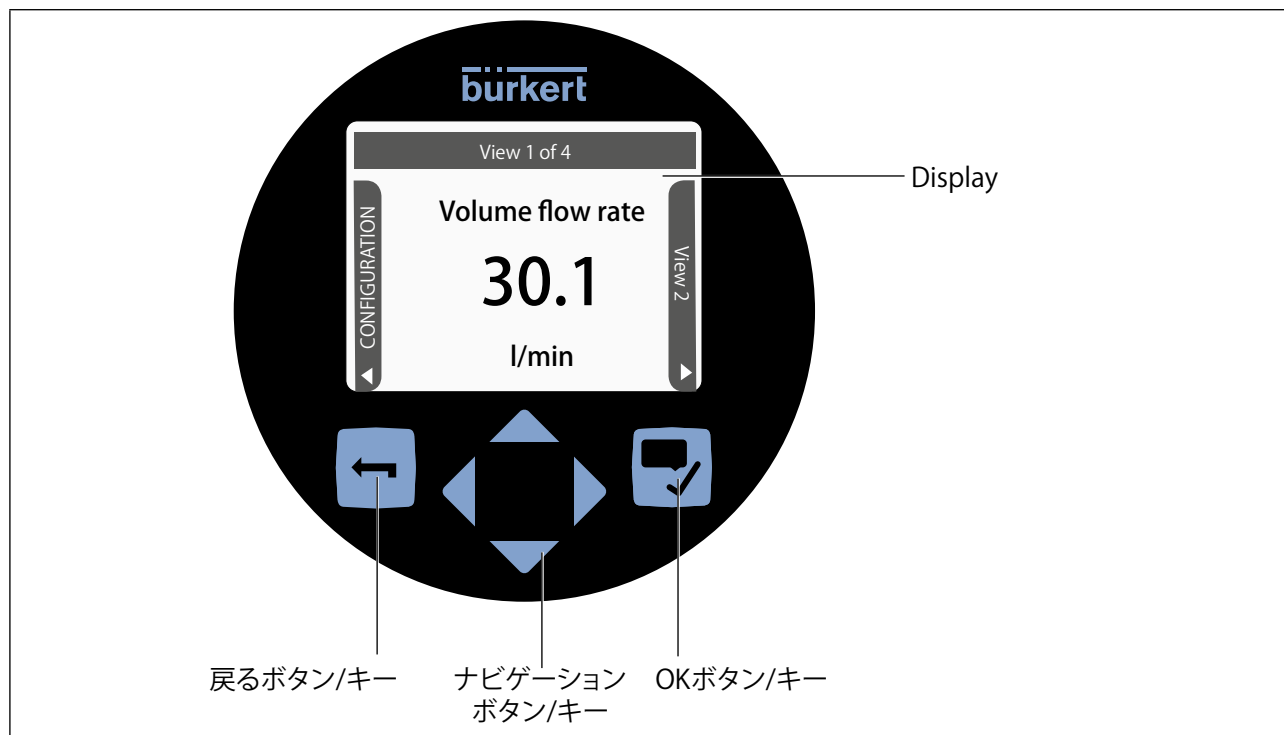 burkert
View 1 of 4
Display
CONFIGURATION
Volume flow rate
View 2
30.1
l/min
戻るボタン/キー
ナビゲーション
ボタン/キー
OKボタン/キー